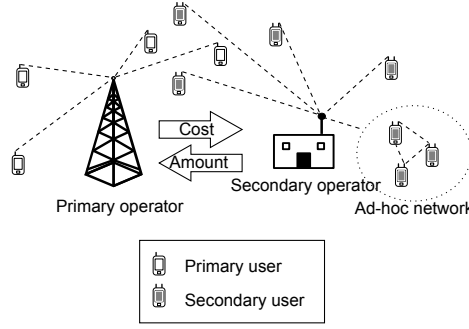 Cost
Amount
Primary operator
Secondary operator
Ad-hoc network
Primary user
Secondary user